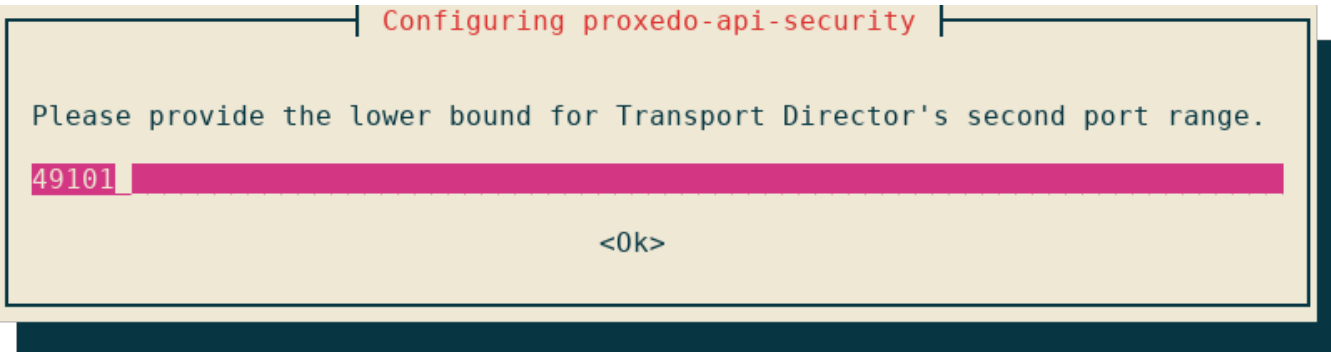 Configuring proxedo-api-security
Please provide the lower bound for Transport Director's second port range.
49101_
<Ok>